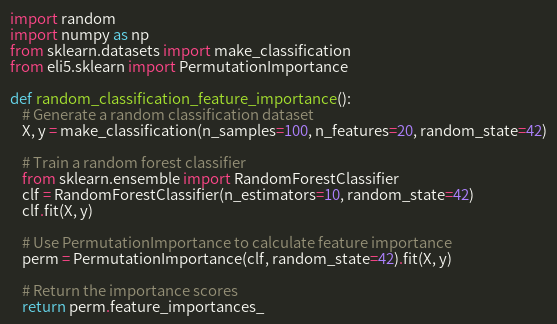 import random
import numpy as np
from sklearn.datasets import make_classification
from eli5.sklearn import PermutationImportance

def random_classification_feature_importance():
    # Generate a random classification dataset
    X, y = make_classification(n_samples=100, n_features=20, random_state=42)

    # Train a random forest classifier
    from sklearn.ensemble import RandomForestClassifier
    clf = RandomForestClassifier(n_estimators=10, random_state=42)
    clf.fit(X, y)

    # Use PermutationImportance to calculate feature importance
    perm = PermutationImportance(clf, random_state=42).fit(X, y)

    # Return the importance scores
    return perm.feature_importances_